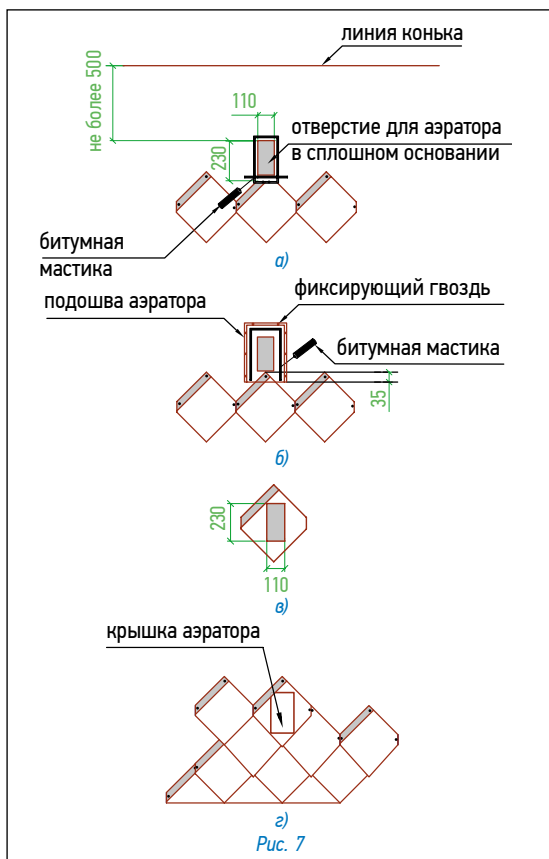 линия конька
не более 500
110
отверстие для аэратора
в сплошном основании
230
битумная
мастика
а)
подошва аэратора
фиксирующий гвоздь
битумная мастика
35
б)
230
110
в)
крышка аэратора
г)
Рис. 7